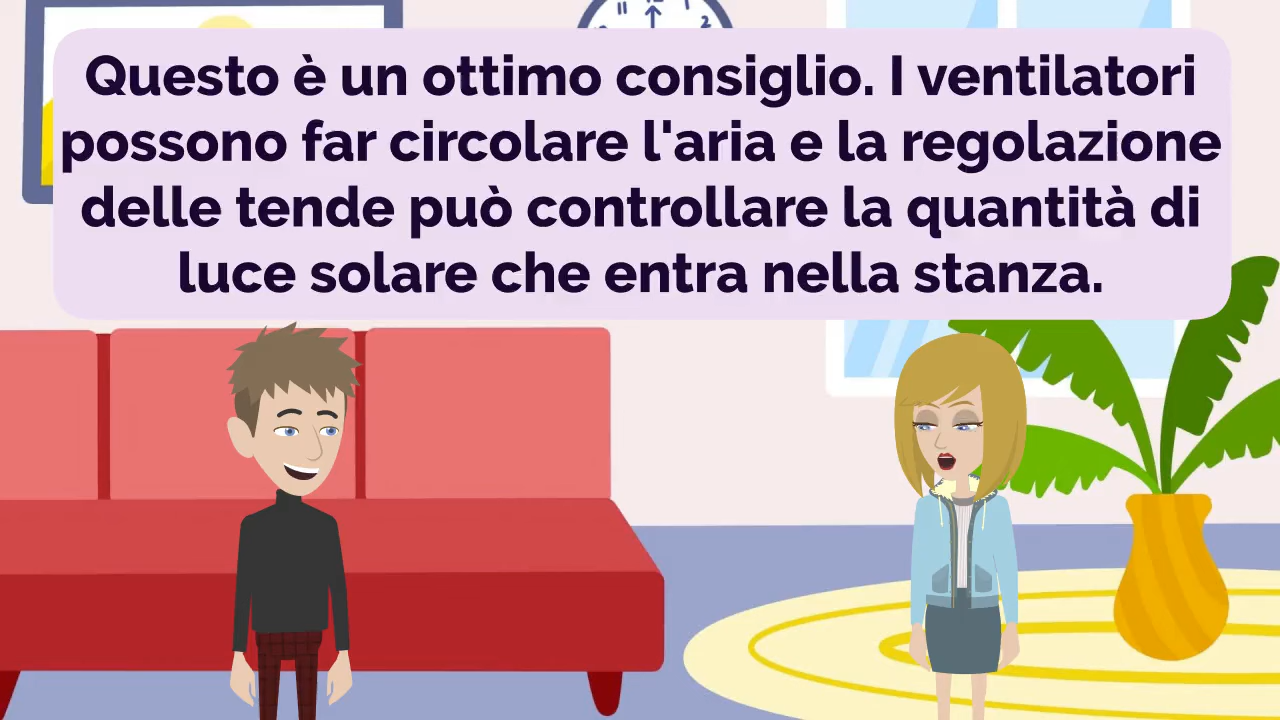 Questo è un ottimo consiglio. I ventilatori
possono far circolare l'aria e la regolazione
delle tende può controllare la quantità di
luce solare che entra nella stanza.